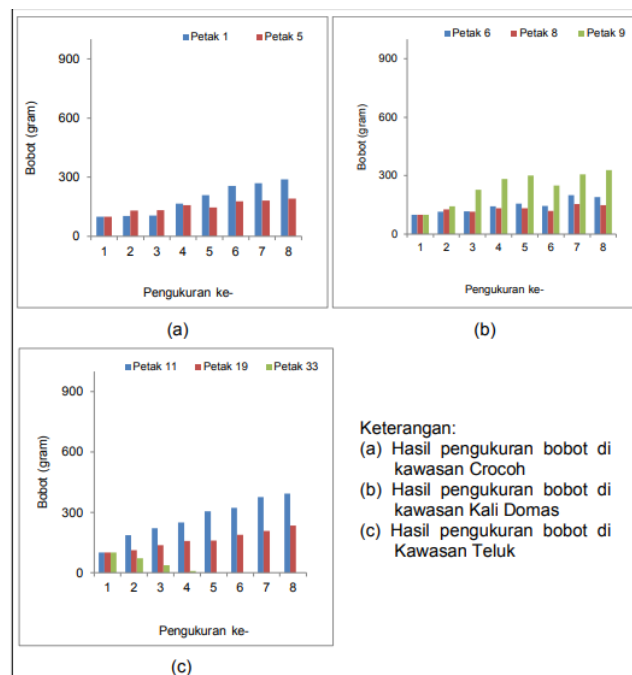 Petak 1 Petak 5
900
600
300
0
Bobot (gram)
1 2 3 4 5 6 7 8
Pengukuran ke-
(a)
Petak 6 Petak 8 Petak 9
900
600
300
0
Bobot (gram)
1 2 3 4 5 6 7 8
Pengukuran ke-
(b)
Petak 11 Petak 19 Petak 33
900
600
300
0
Bobot (gram)
1 2 3 4 5 6 7 8
Pengukuran ke-
(c)
Keterangan:
(a) Hasil pengukuran bobot di
kawasan Crocoh
(b) Hasil pengukuran bobot di
kawasan Kali Domas
(c) Hasil pengukuran bobot di
Kawasan Teluk